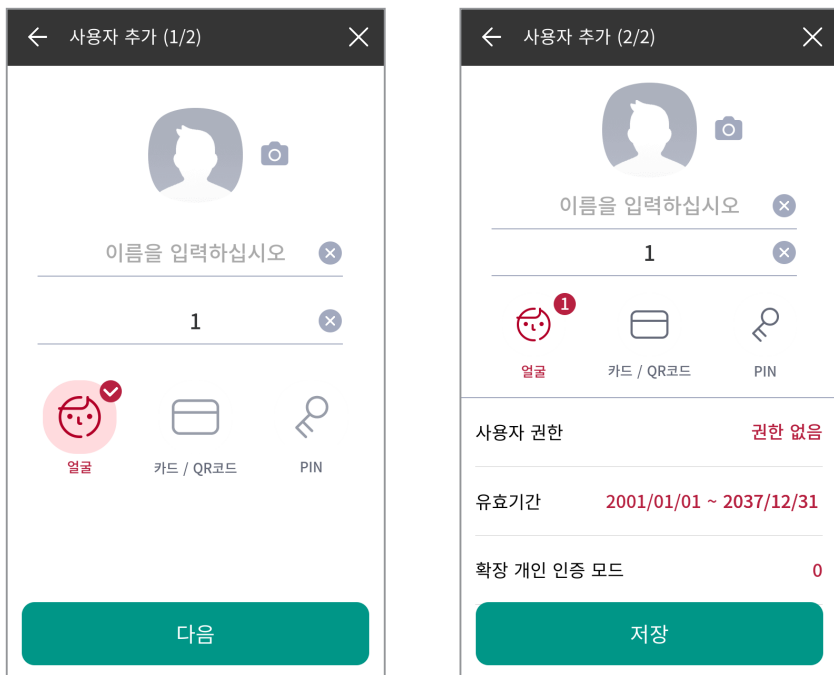 사용자 추가 (1/2)
이름을 입력하십시오
1
얼굴
카드 / QR코드
PIN
다음
사용자 추가 (2/2)
이름을 입력하십시오
1
1
얼굴
카드 / QR코드
PIN
사용자 권한 권한 없음
유효기간 2001/01/01 ~ 2037/12/31
확장 개인 인증 모드 0
저장